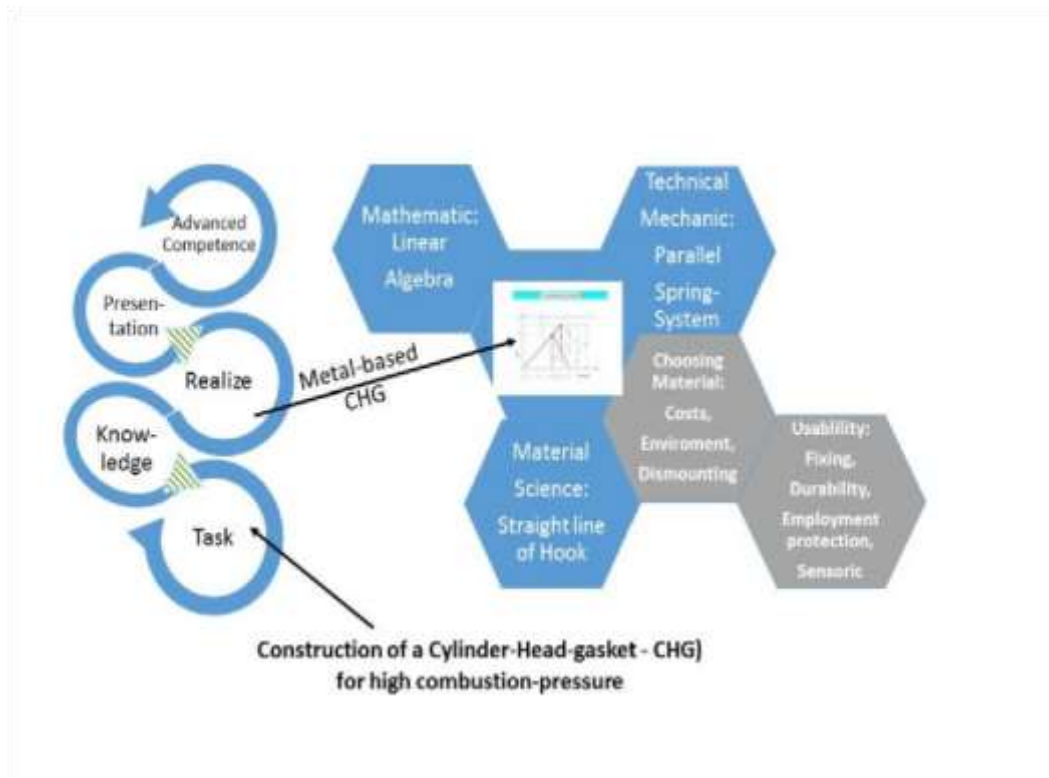 Advanced
Competence
Presen-
tation
Realize
Know-
ledge
Task
Metal-based
CHG
Mathematic:
Linear
Algebra
Technical
Mechanic:
Parallel
Spring-
System
Choosing
Material:
Costs,
Enviroment,
Dismounting
Material
Science:
Straight line
of Hook
Usablility:
Fixing,
Durability,
Employment
protection,
Sensoric
Construction of a Cylinder-Head-gasket - CHG)
for high combustion-pressure